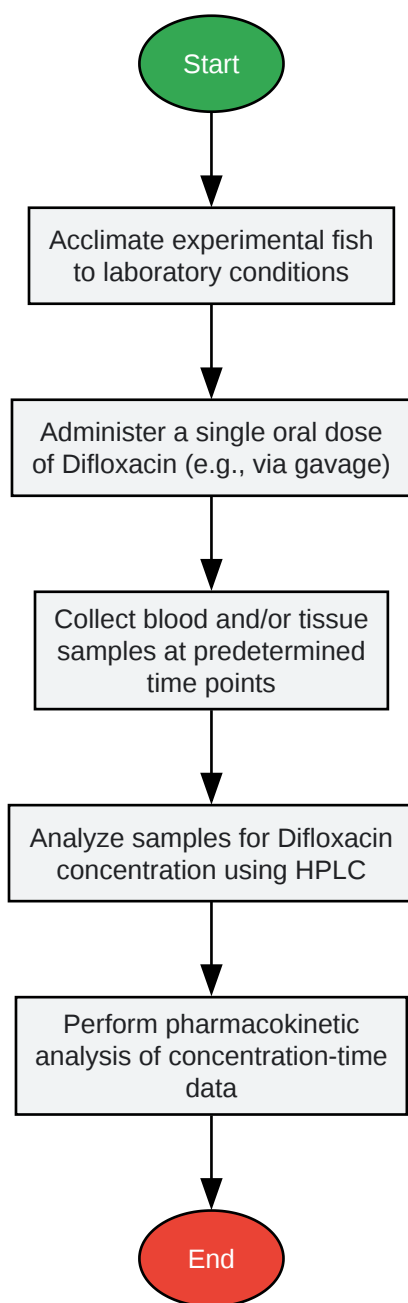 Start
Acclimate experimental fish
to laboratory conditions
Administer a single oral dose
of Difloxacin (e.g., via gavage)
Collect blood and/or tissue
samples at predetermined
time points
Analyze samples for Difloxacin
concentration using HPLC
Perform pharmacokinetic
analysis of concentration-time
data
End